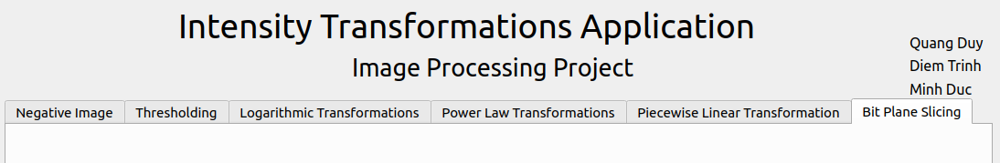 Intensity Transformations Application
Image Processing Project
Quang Duy
Diem Trinh
Minh Duc
Negative Image Thresholding Logarithmic Transformations Power Law Transformations Piecewise Linear Transformation Bit Plane Slicing